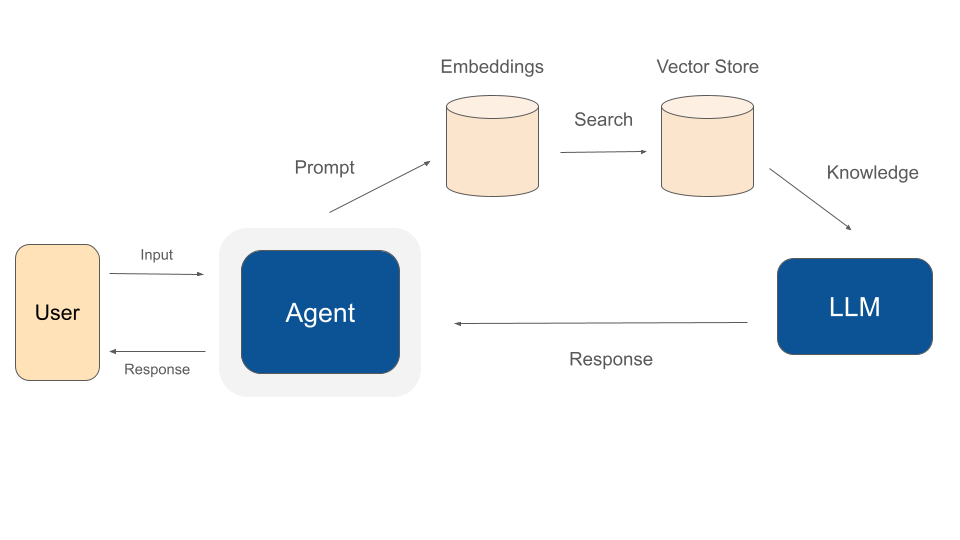 Embeddings
Vector Store
Search
Prompt
Knowledge
Input
User
Agent
LLM
Response
Response